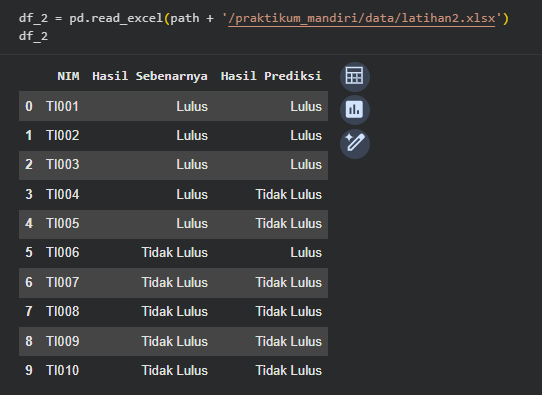 df_2 = pd.read_excel(path + '/praktikum_mandiri/data/latihan2.xlsx')
df_2
NIM Hasil Sebenarnya Hasil Prediksi
0 TI001 Lulus Lulus
1 TI002 Lulus Lulus
2 TI003 Lulus Lulus
3 TI004 Lulus Tidak Lulus
4 TI005 Lulus Tidak Lulus
5 TI006 Tidak Lulus Lulus
6 TI007 Tidak Lulus Tidak Lulus
7 TI008 Tidak Lulus Tidak Lulus
8 TI009 Tidak Lulus Tidak Lulus
9 TI010 Tidak Lulus Tidak Lulus